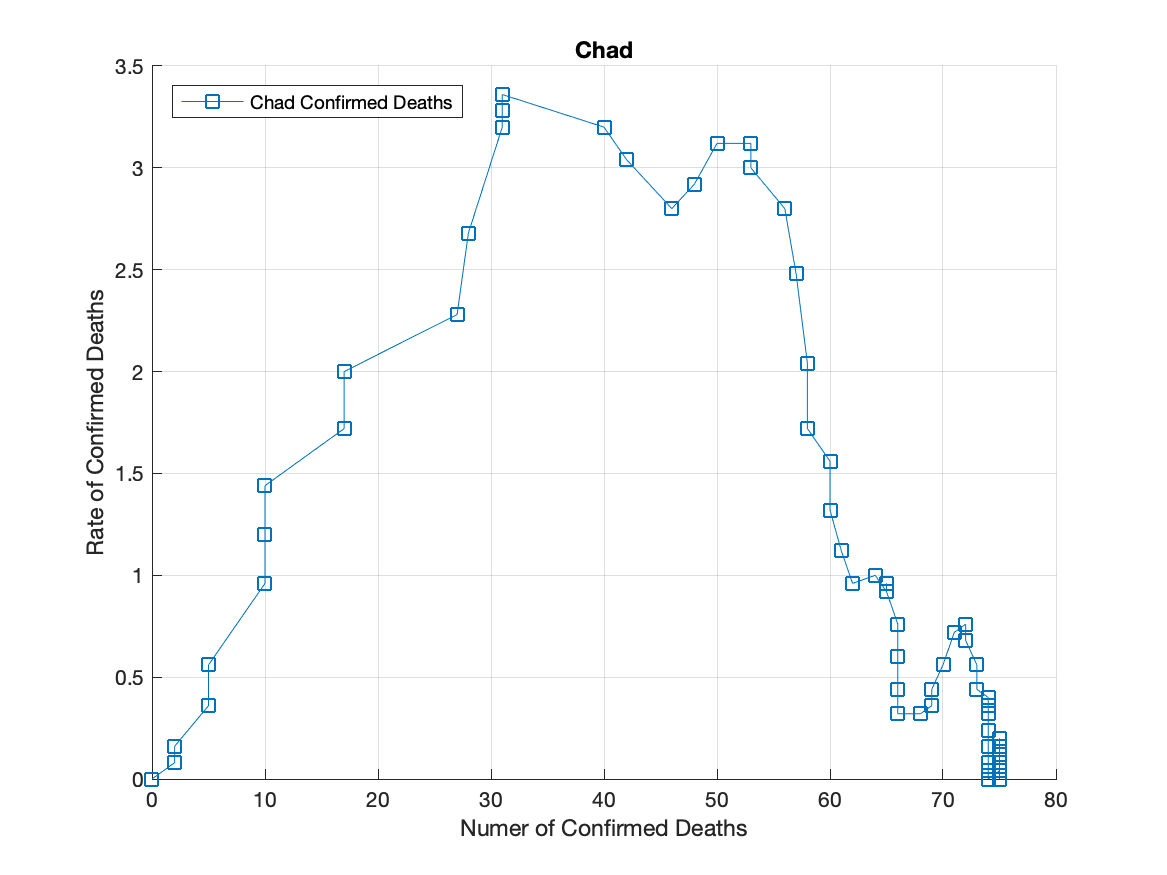 Chad
Chad Confirmed Deaths
3.5
3
2.5
2
1.5
1
0.5
0
Rate of Confirmed Deaths
0 10 20 30 40 50 60 70 80
Numer of Confirmed Deaths